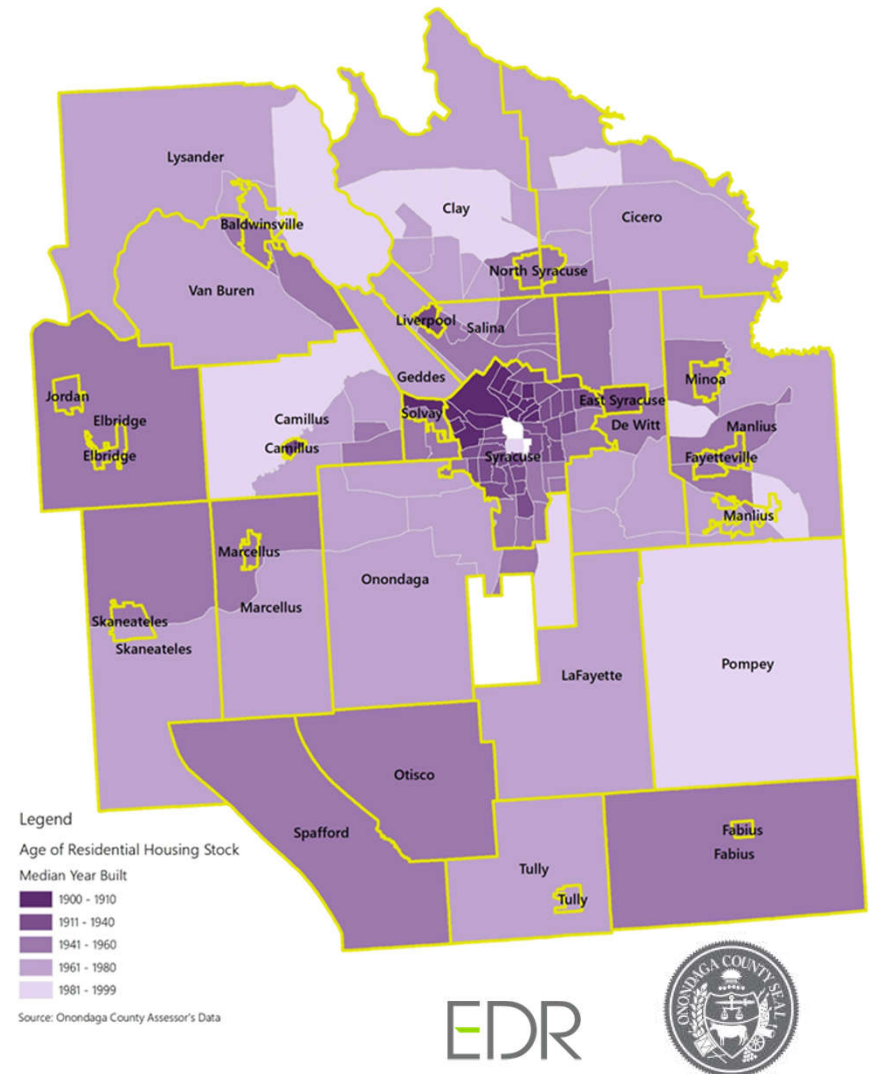 Lysander
Clay
Baldwinsville
Cicero
North Syracuse
Van Buren
Liverpool
Salina
Geddes
Minoa
Jordan
East Syracuse
Solvay
Elbridge
Camillus
De Witt
Manlius
Camillus
Elbridge
Syracuse
Fayetteville
Manlius
Marcellus
Onondaga
Marcellus
Skaneateles
Skaneateles
LaFayette
Pompey
Otisco
Spafford
Fabius
Fabius
Tully
Tully
Legend
Age of Residential Housing Stock
Median Year Built
1900 - 1910
1911 - 1940
1941 - 1960
1961 - 1980
1981 - 1999
Source: Onondaga County Assessor's Data
EDR
ONONDAGA COUNTY SEAL